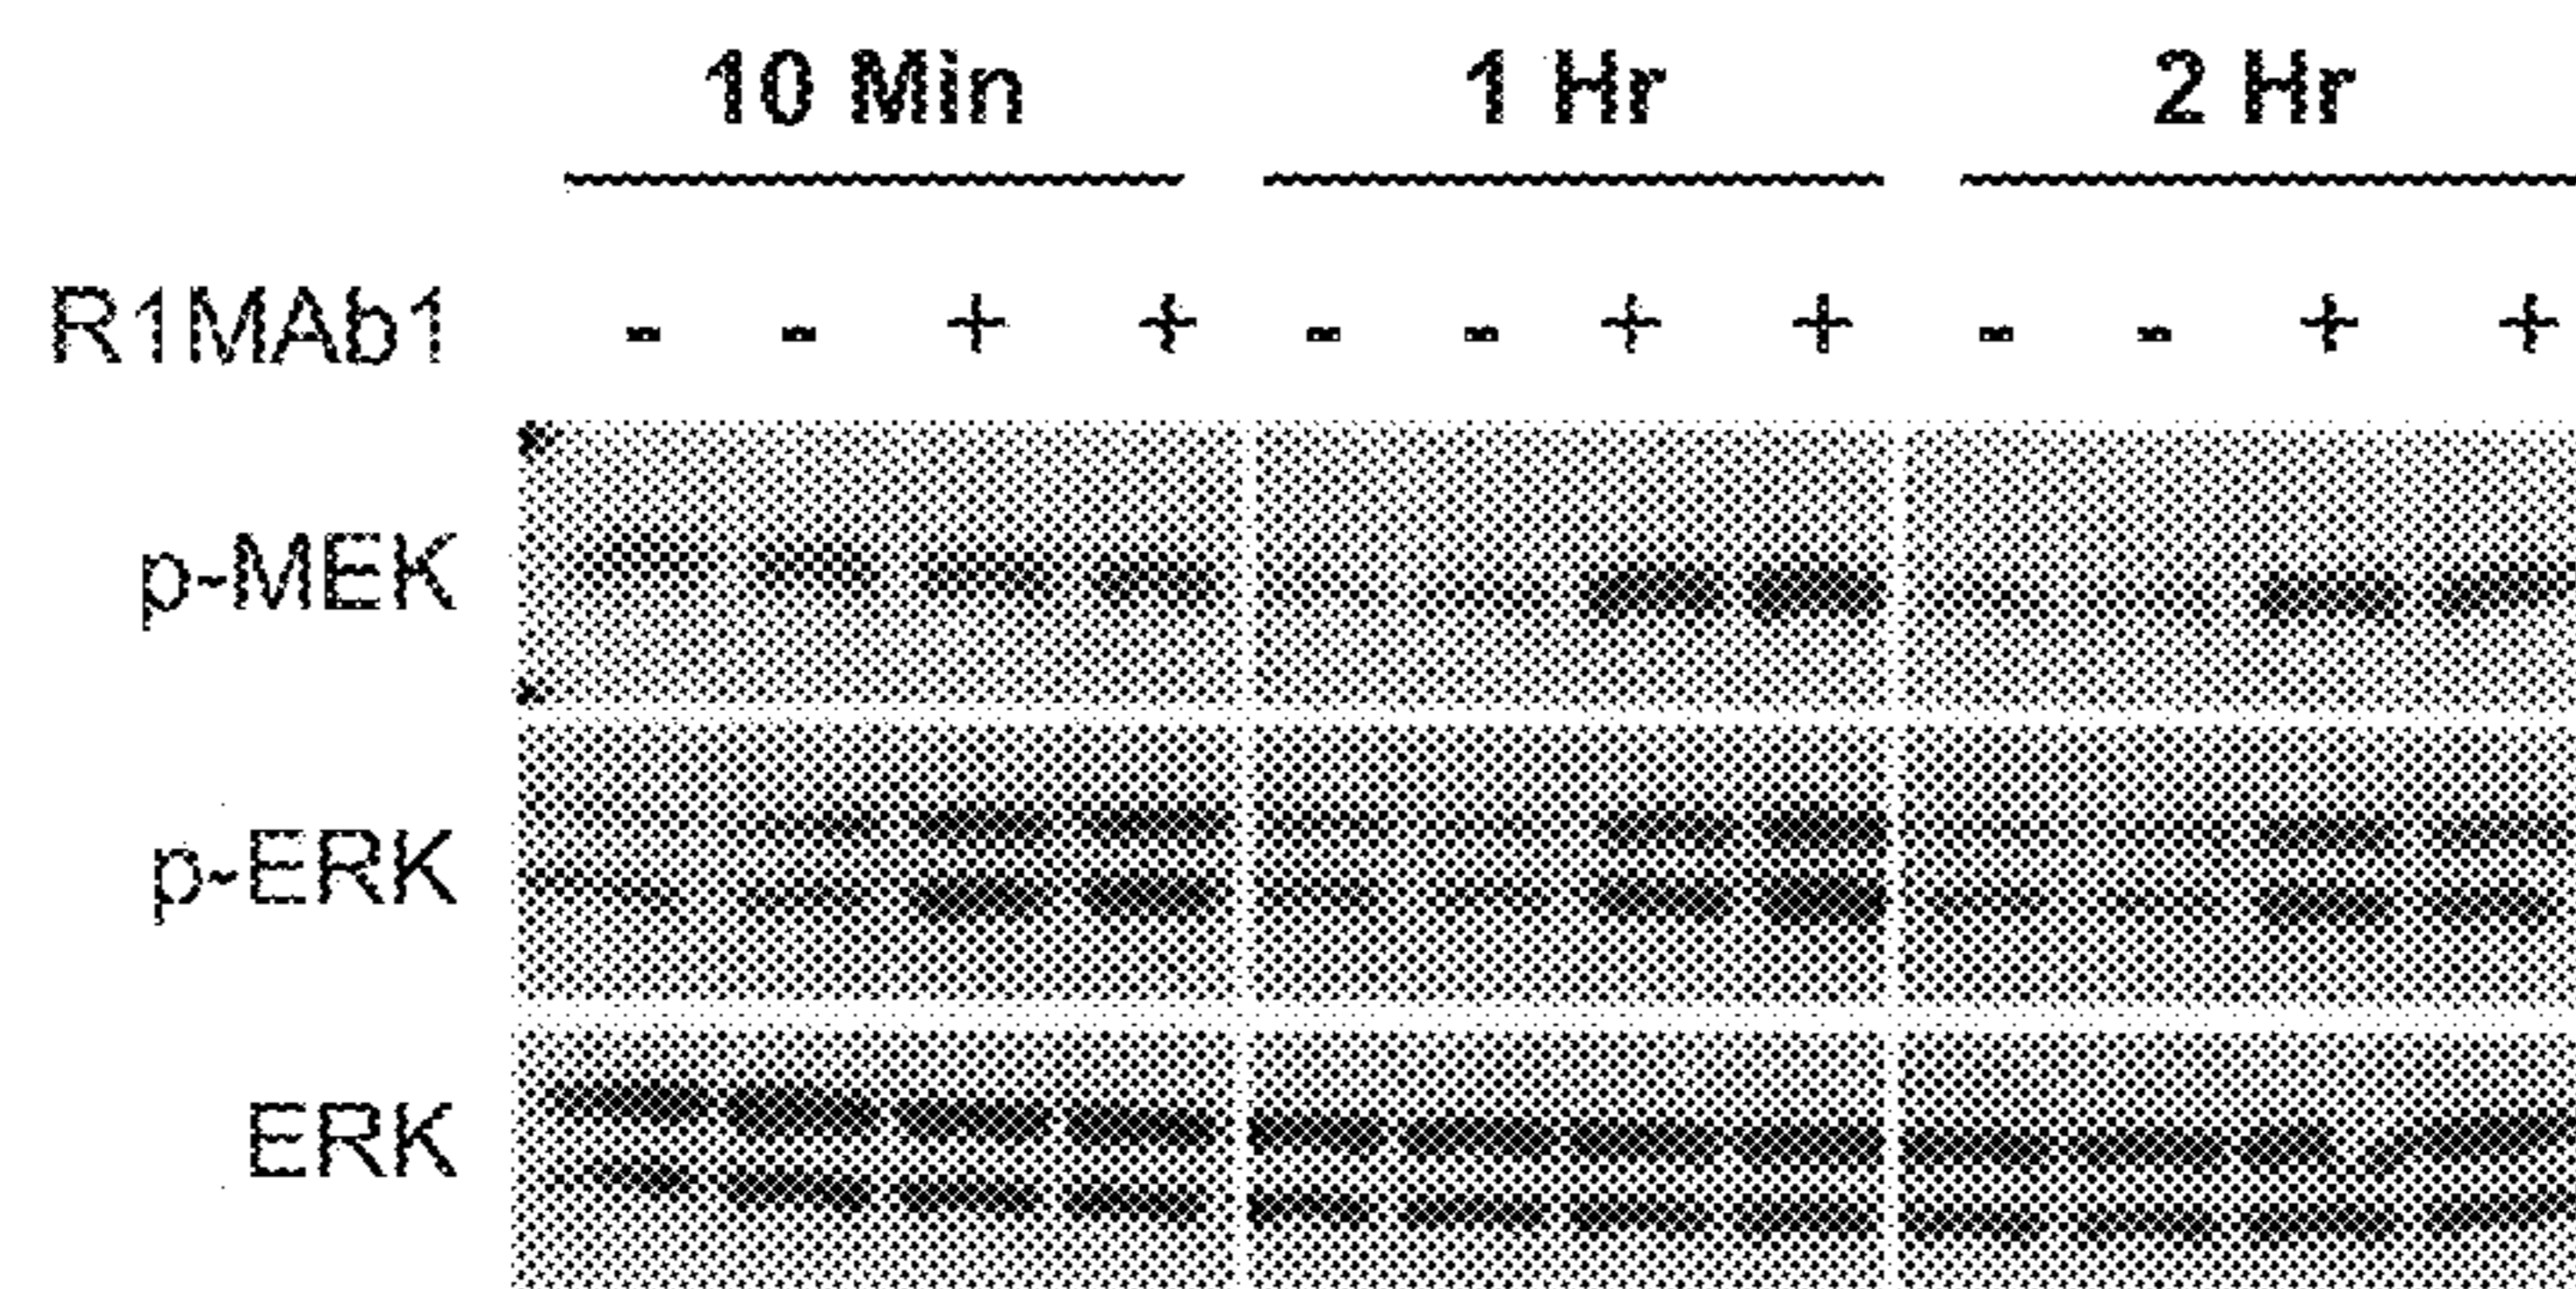 10 Min 1 Hr 2 Hr
R1MAb1 - - + + - - + + - - + +
p-MEK
p-ERK
ERK